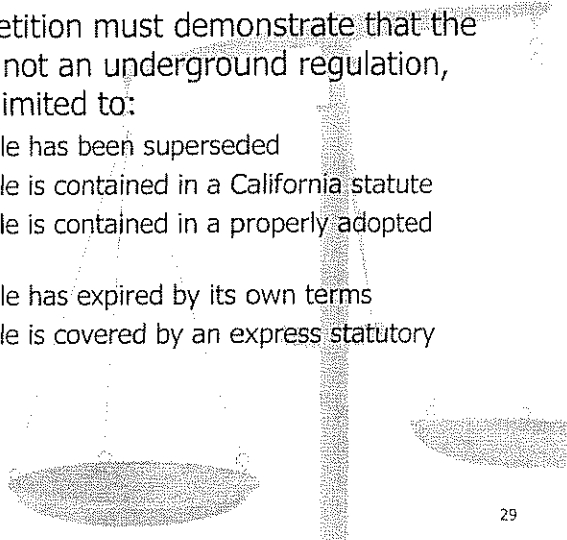 etition must demonstrate that the
not an underground regulation,
imited to:
le has been superseded
le is contained in a California statute
le is contained in a properly adopted
le has expired by its own terms
le is covered by an express statutory
29